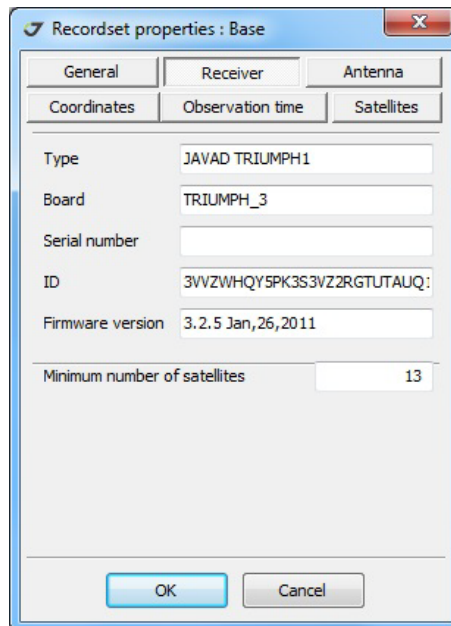 Recordset properties : Base
General Receiver Antenna
Coordinates Observation time Satellites
Type JAVAD TRIUMPH1
Board TRIUMPH_3
Serial number
ID 3VVZWHQY5PK3S3VZ2RGTUTAUQ1
Firmware version 3.2.5 Jan,26,2011
Minimum number of satellites 13
OK Cancel